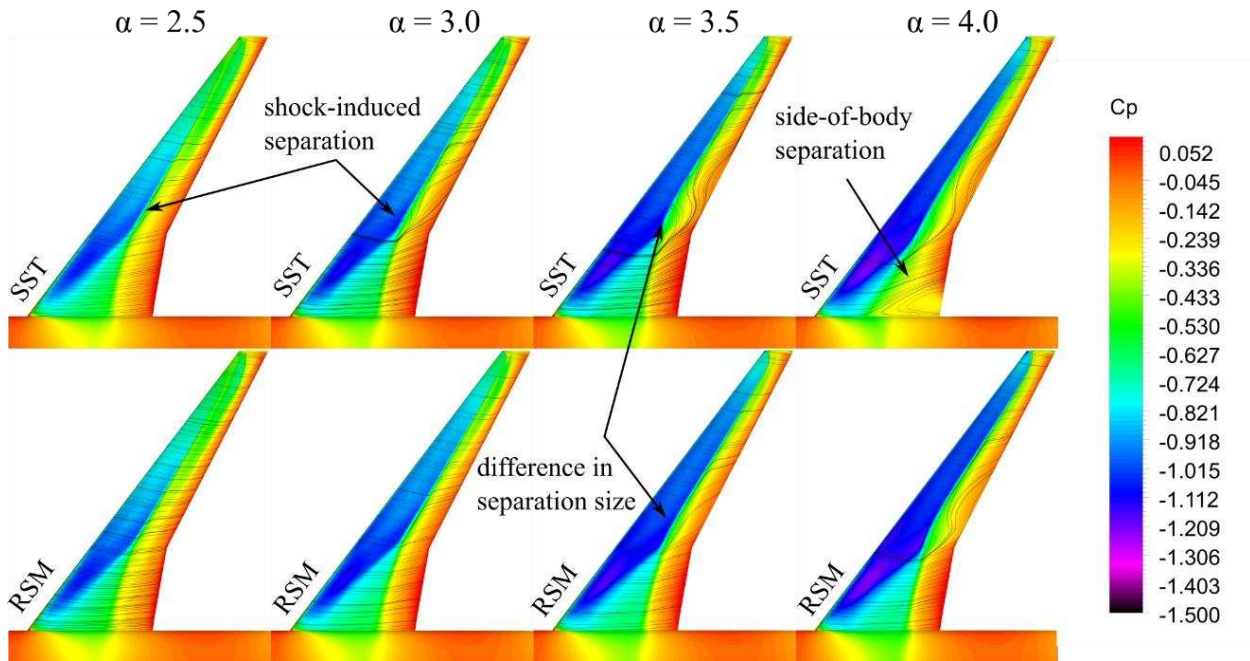 α = 2.5
α = 3.0
α = 3.5
α = 4.0
shock-induced
separation
side-of-body
separation
SST
SST
SST
SST
difference in
separation size
RSM
RSM
RSM
RSM
Cp
0.052
-0.045
-0.142
-0.239
-0.336
-0.433
-0.530
-0.627
-0.724
-0.821
-0.918
-1.015
-1.112
-1.209
-1.306
-1.403
-1.500